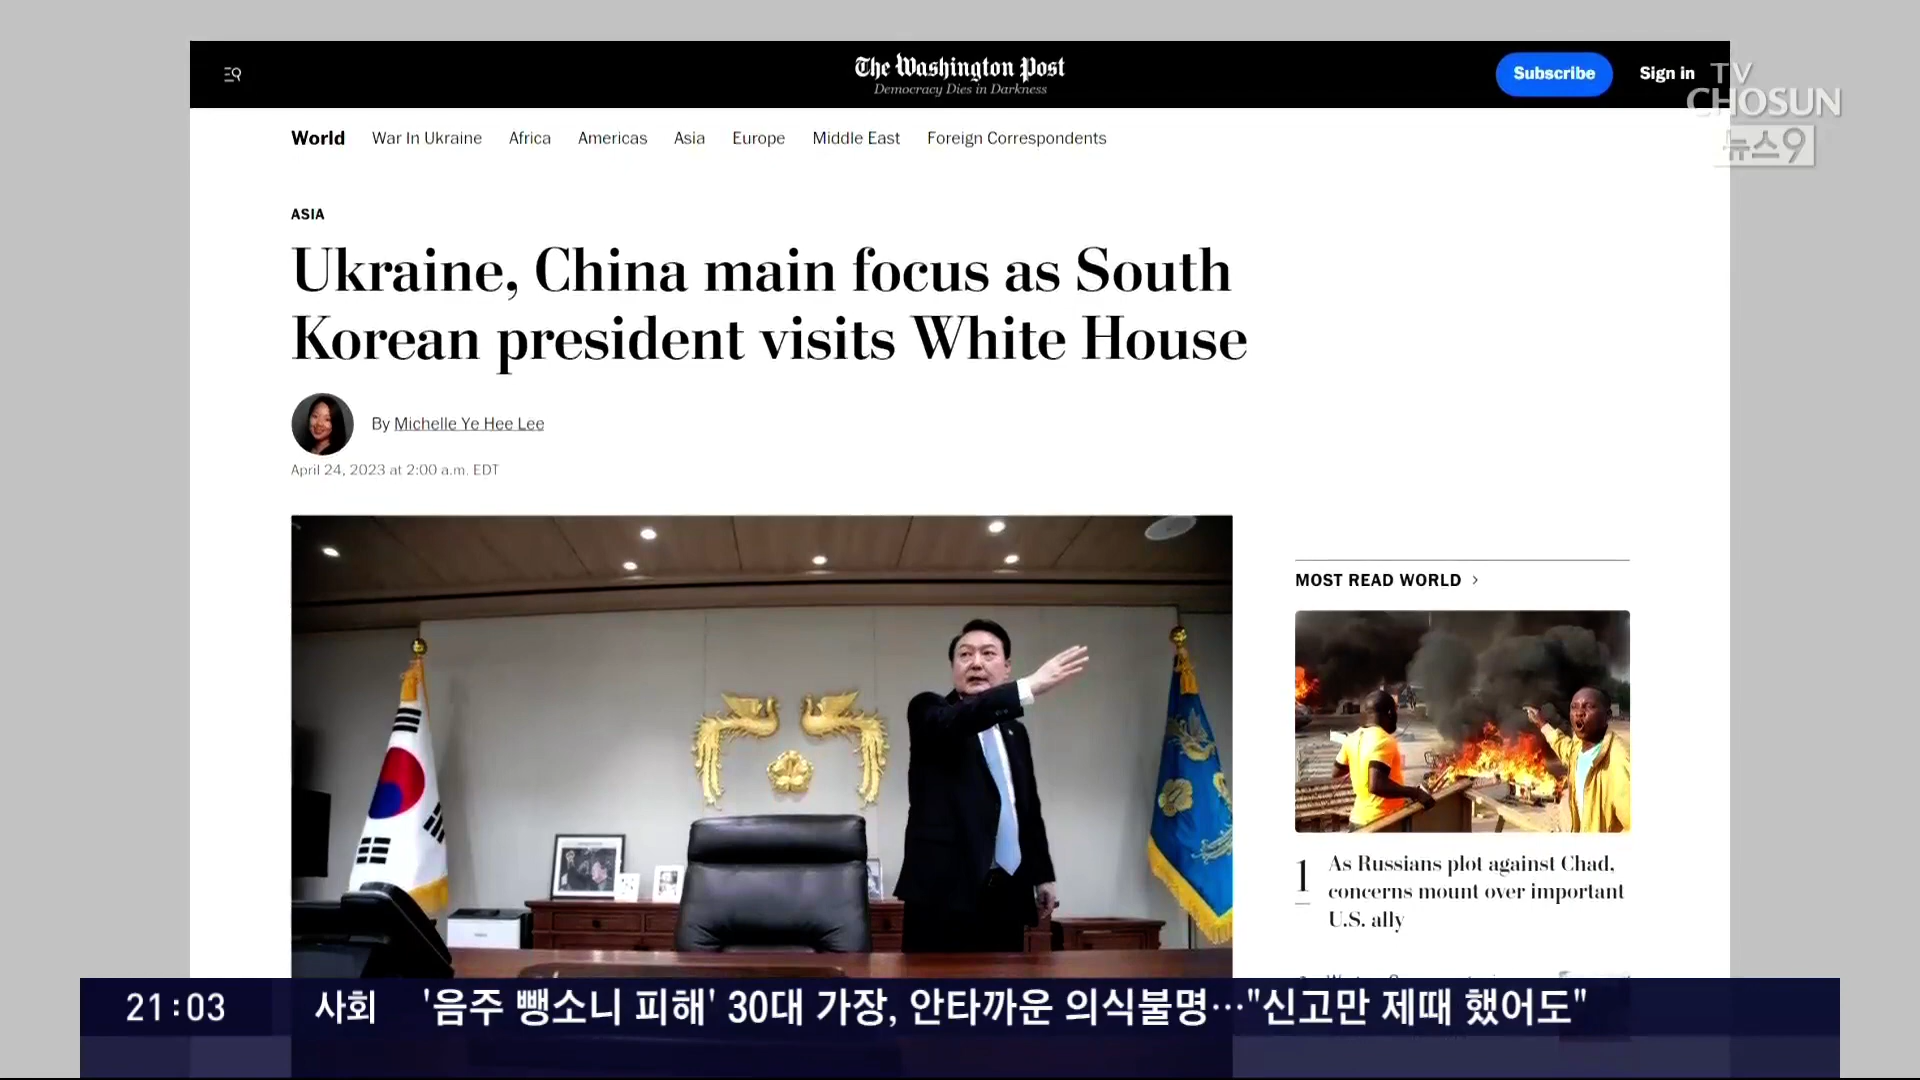 The Washington Post
Democracy Dies in Darkness
Subscribe
Sign in
TV
CHOSUN
뉴스9
World War In Ukraine Africa Americas Asia Europe Middle East Foreign Correspondents
ASIA
Ukraine, China main focus as South
Korean president visits White House
By Michelle Ye Hee Lee
April 24, 2023 at 2:00 a.m. EDT
MOST READ WORLD >
1
As Russians plot against Chad,
concerns mount over important
U.S. ally
21:03 사회 '음주 뺑소니 피해' 30대 가장, 안타까운 의식불명…"신고만 제때 했어도"